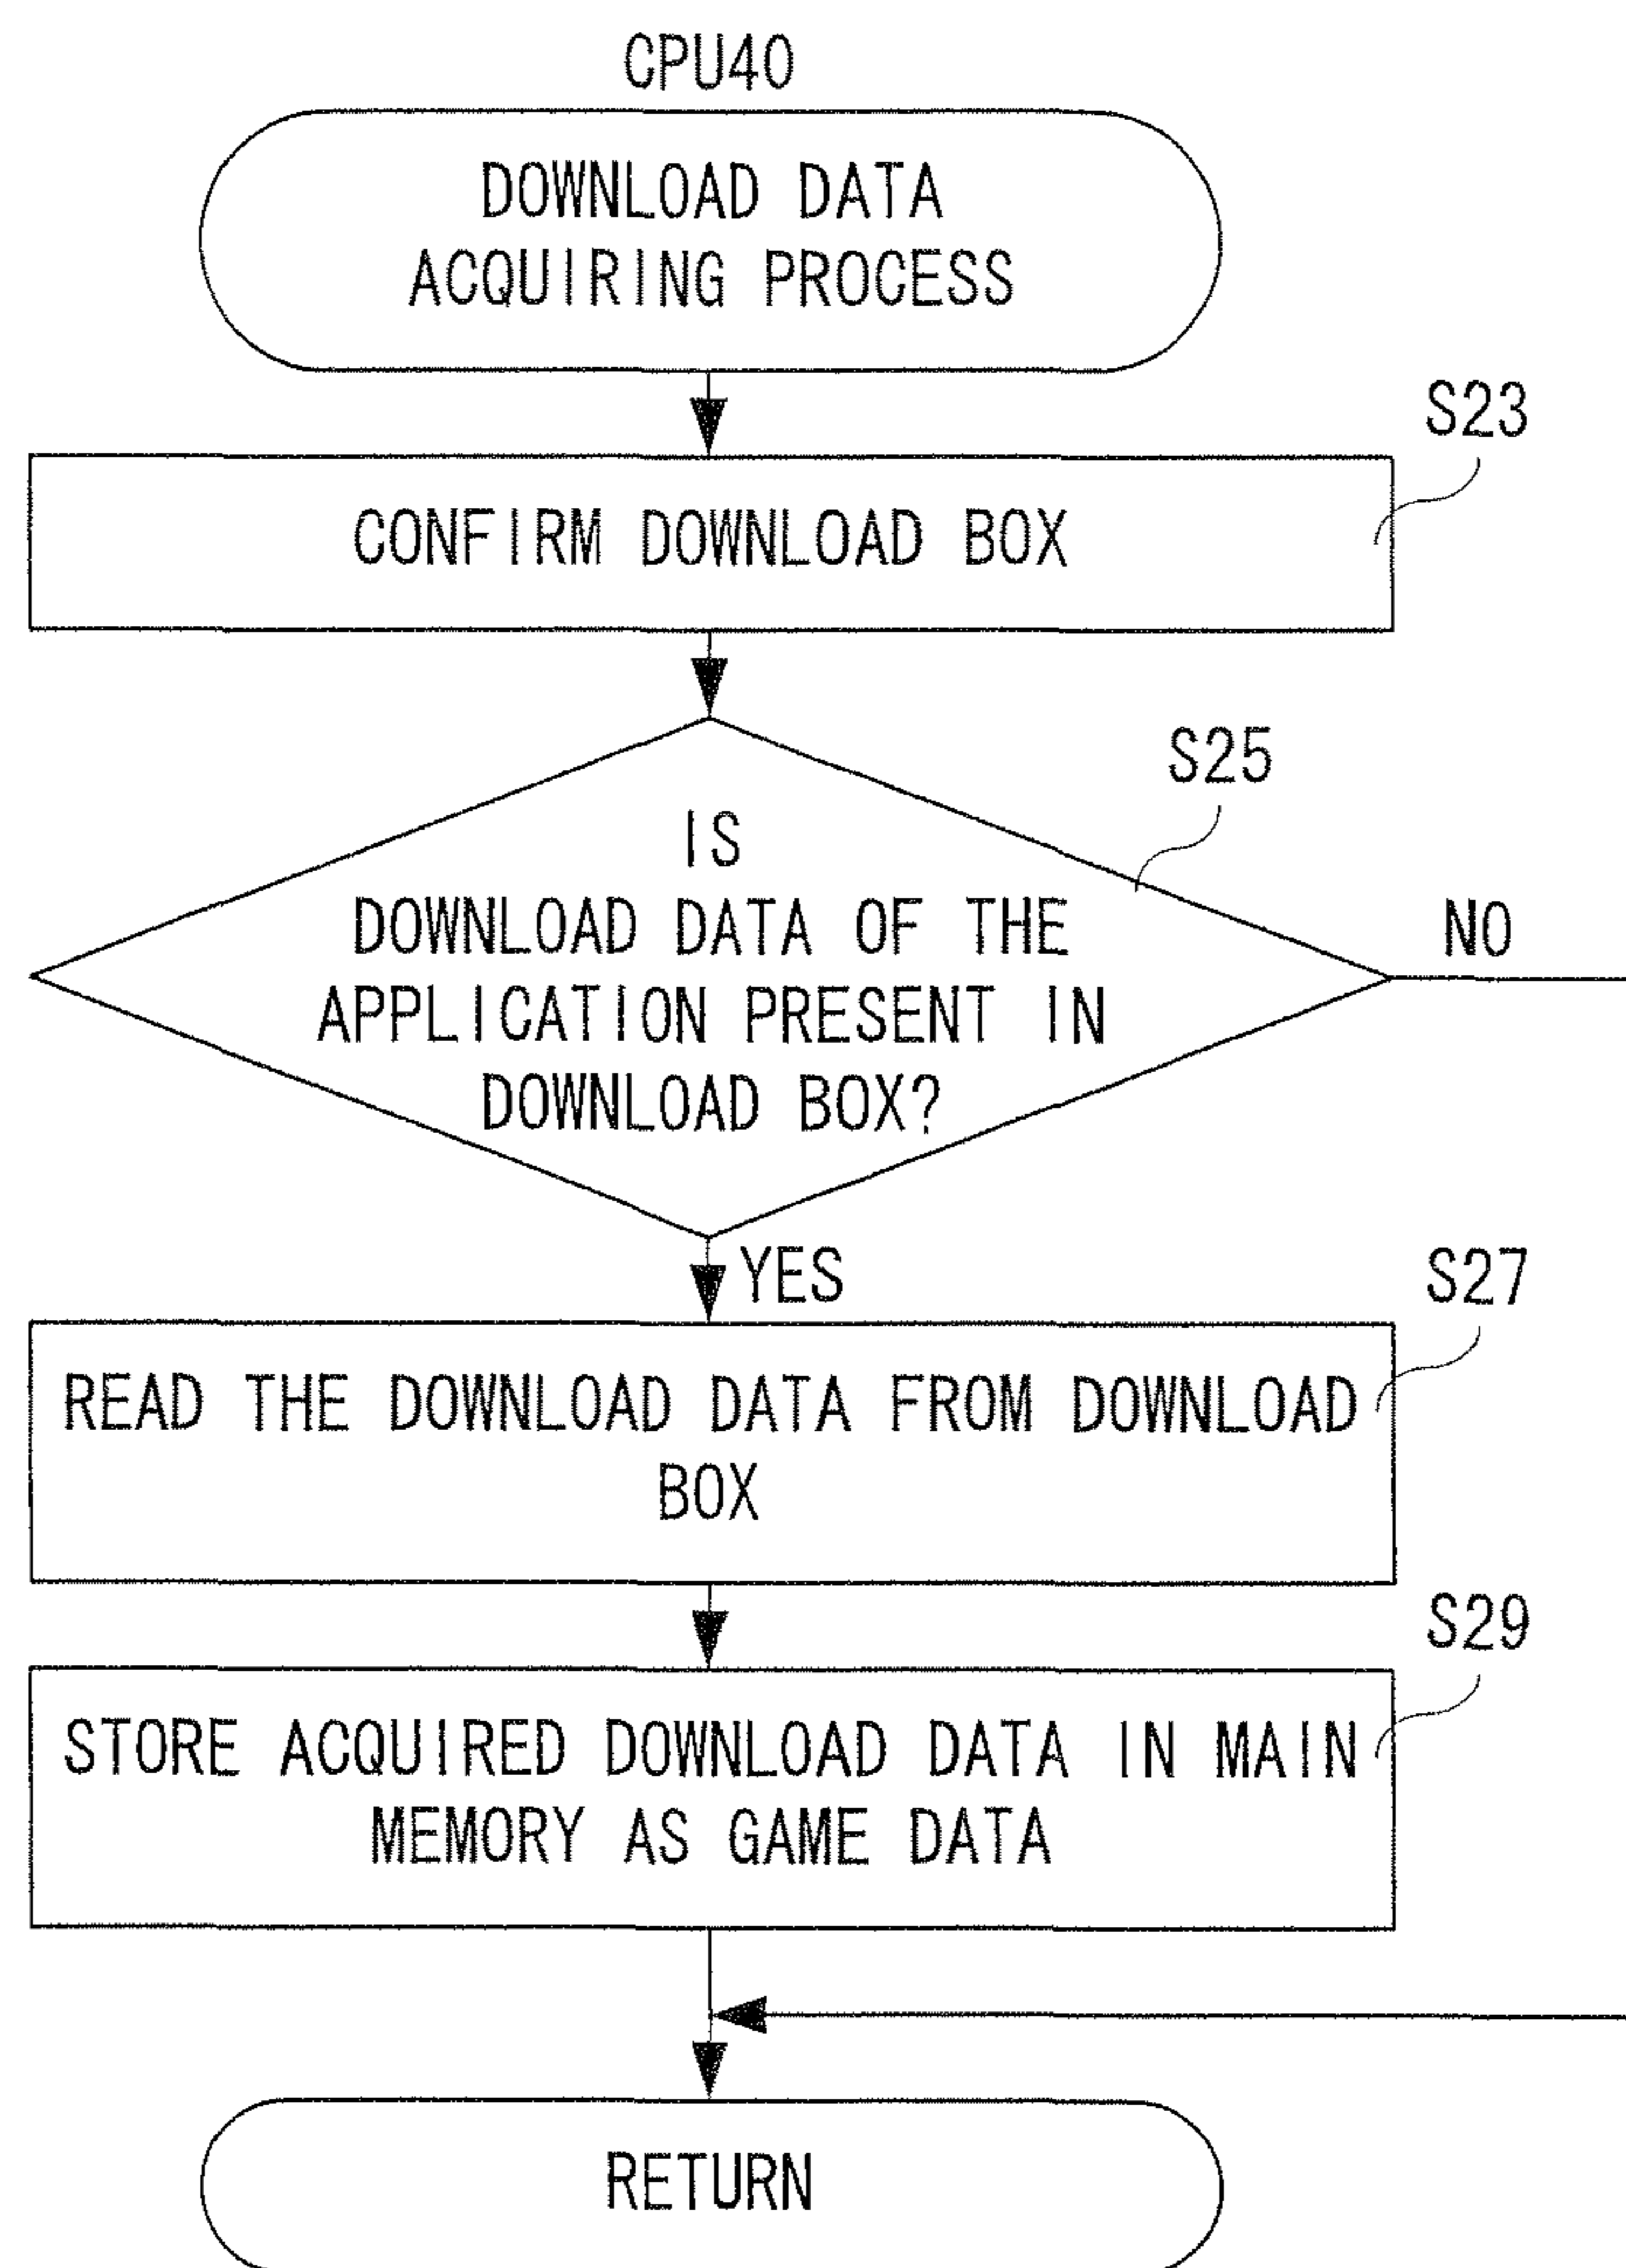 CPU40
DOWNLOAD DATA
ACQUIRING PROCESS
S23
CONFIRM DOWNLOAD BOX
S25
IS
DOWNLOAD DATA OF THE
APPLICATION PRESENT IN
DOWNLOAD BOX?
NO
YES
S27
READ THE DOWNLOAD DATA FROM DOWNLOAD
BOX
S29
STORE ACQUIRED DOWNLOAD DATA IN MAIN
MEMORY AS GAME DATA
RETURN